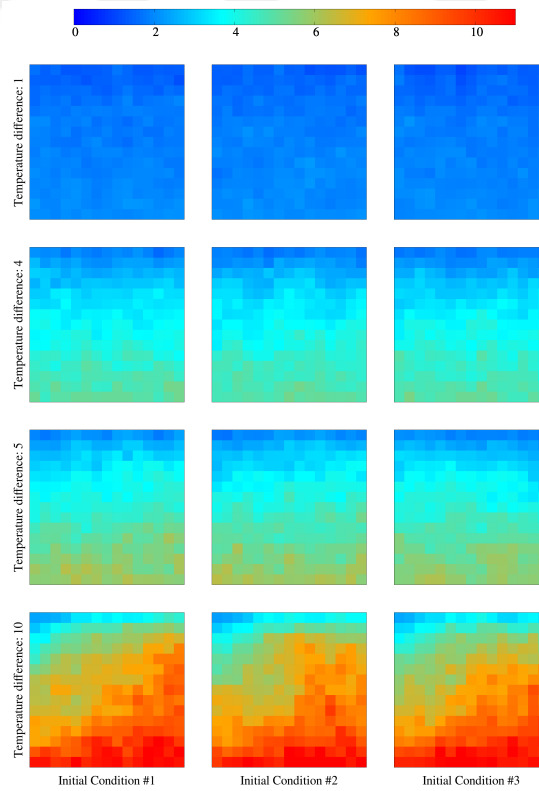 0 2 4 6 8 10
Temperature difference: 1
Temperature difference: 4
Temperature difference: 5
Temperature difference: 10
Initial Condition #1 Initial Condition #2 Initial Condition #3